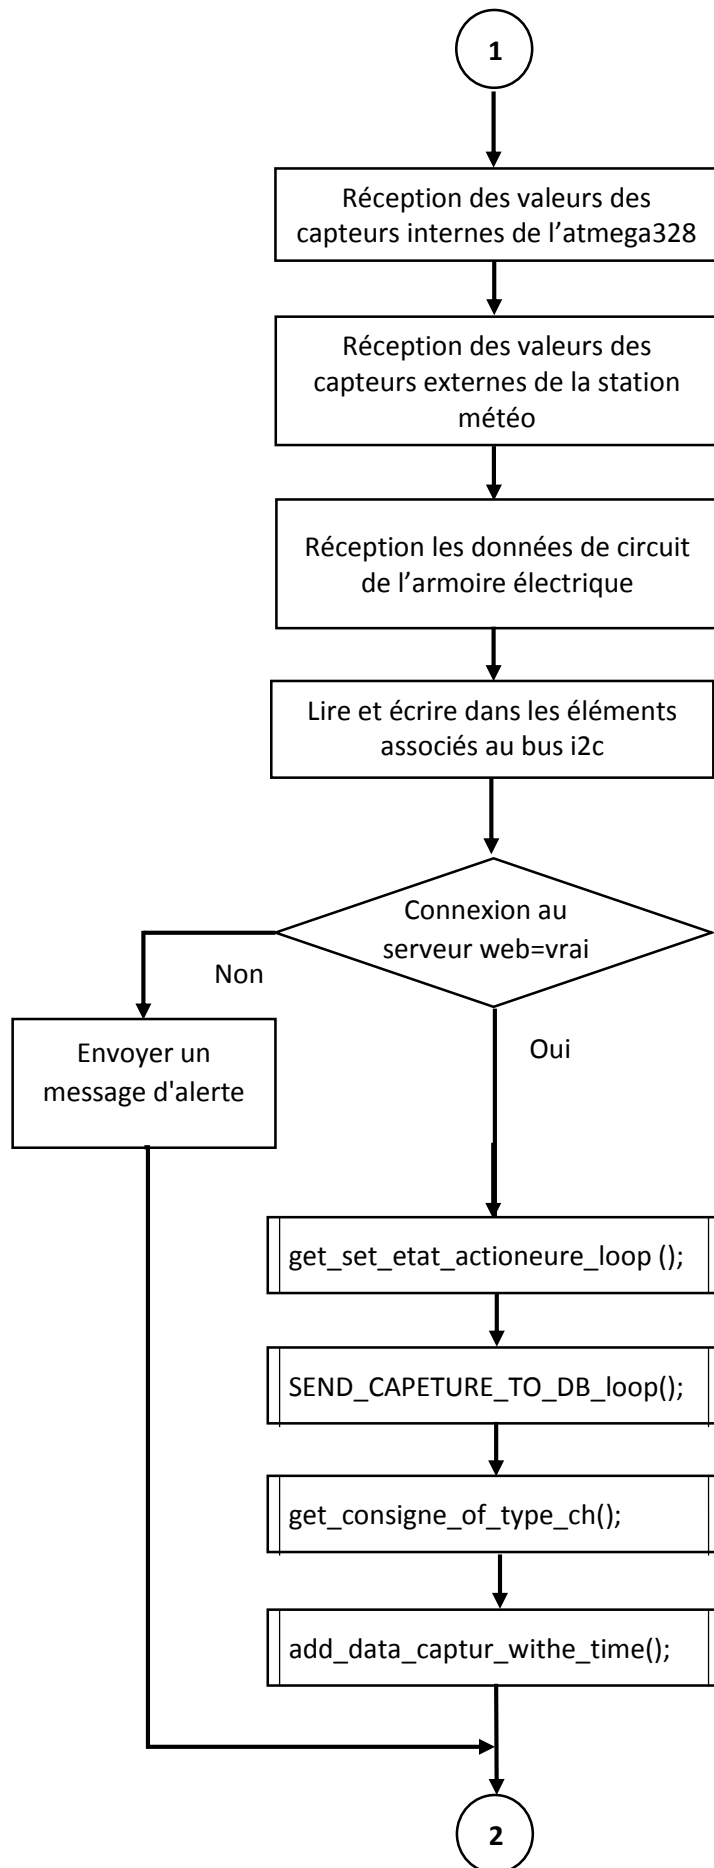 1
Réception des valeurs des
capteurs internes de l’atmega328
Réception des valeurs des
capteurs externes de la station
météo
Réception les données de circuit
de l’armoire électrique
Lire et écrire dans les éléments
associés au bus i2c
Connexion au
serveur web=vrai
Non
Oui
Envoyer un
message d'alerte
get_set_etat_actioneure_loop ();
SEND_CAPETURE_TO_DB_loop();
get_consigne_of_type_ch();
add_data_captur_withe_time();
2